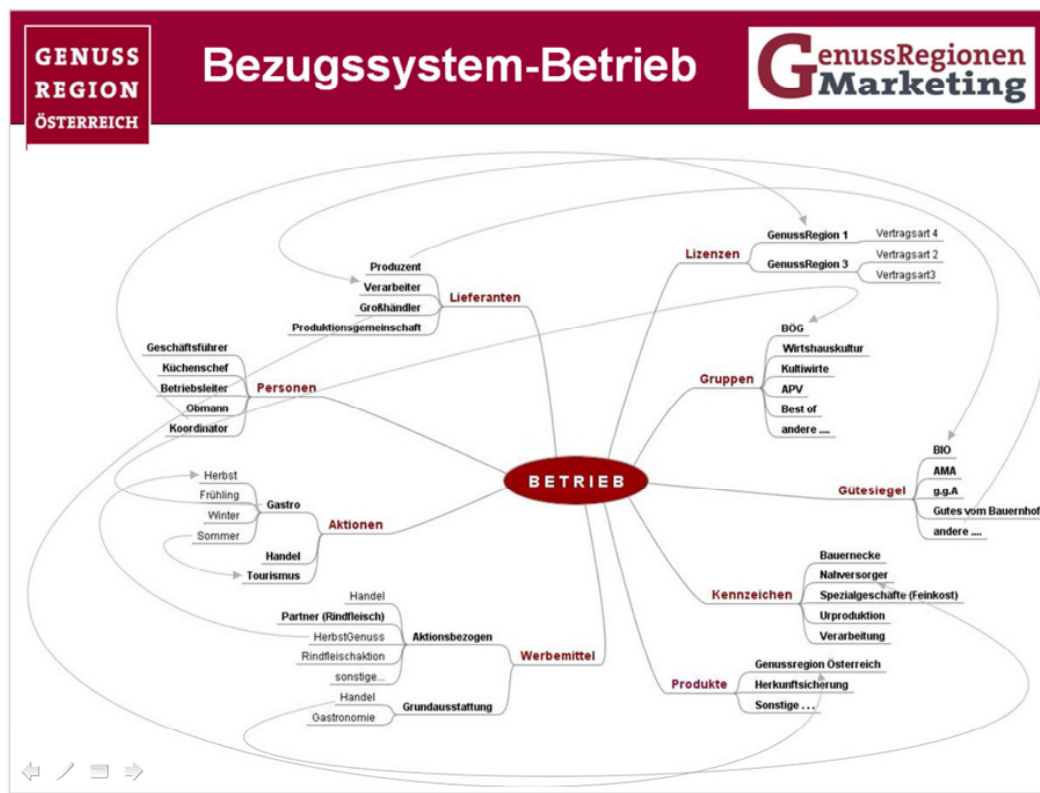 GENUSS
REGION
ÖSTERREICH
Bezugssystem-Betrieb
GenussRegionen
Marketing
BETRIEB
Lieferanten
Produzent
Verarbeiter
Großhändler
Produktionsgemeinschaft
Personen
Geschäftsführer
Küchenschef
Betriebsleiter
Obmann
Koordinator
Aktionen
Gastro
Herbst
Frühling
Winter
Sommer
Handel
Tourismus
Werbemittel
Aktionsbezogen
Handel
Partner (Rindfleisch)
HerbstGenuss
Rindfleischaktion
sonstige...
Grundausstattung
Handel
Gastronomie
Lizenzen
GenussRegion 1
Vertragsart 4
GenussRegion 3
Vertragsart 2
Vertragsart3
Gruppen
BÖG
Wirtshauskultur
Kultiwirte
APV
Best of
andere ....
Gütesiegel
BIO
AMA
g.g.A
Gutes vom Bauernhof
andere ....
Kennzeichen
Bauernecke
Nahversorger
Spezialgeschäfte (Feinkost)
Urproduktion
Verarbeitung
Produkte
Genussregion Österreich
Herkunftsicherung
Sonstige . . .